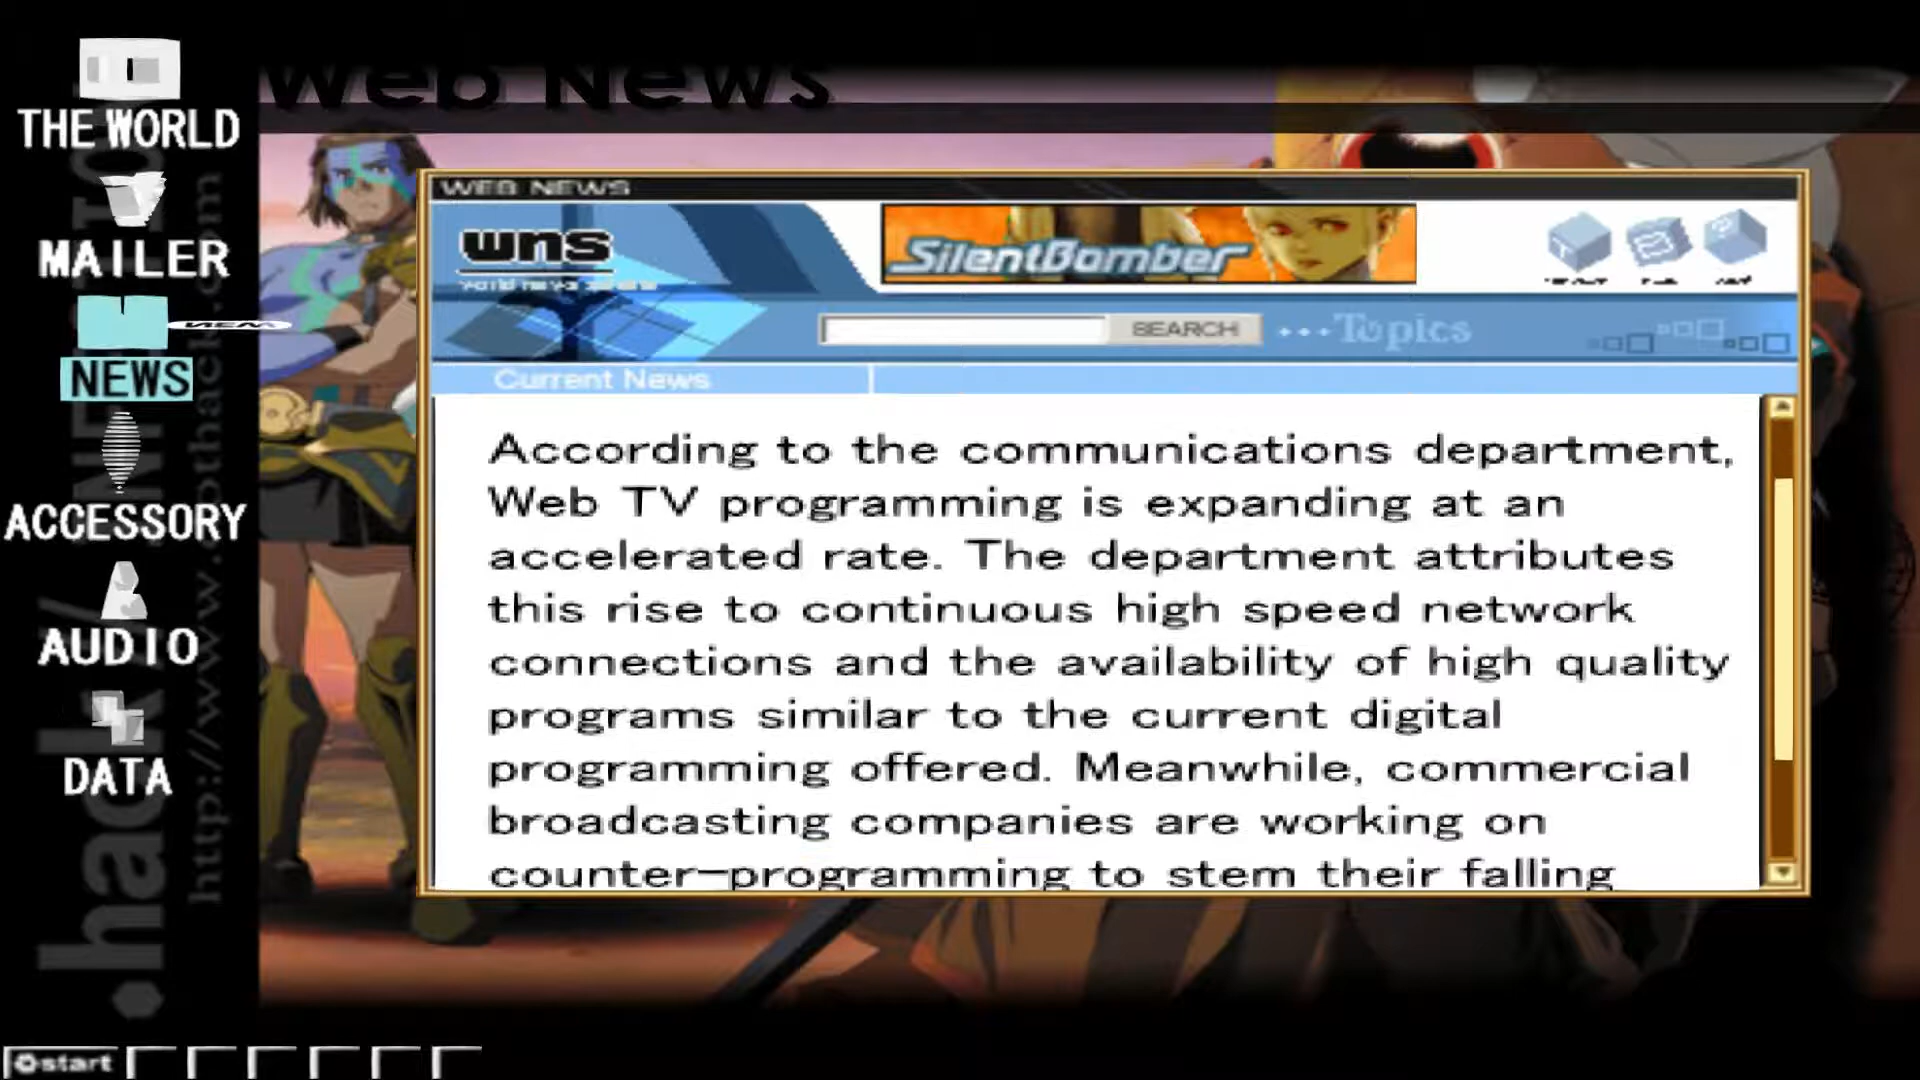 Web News
THE WORLD
MAILER
NEWS
ACCESSORY
AUDIO
DATA
.hack//
http://www.dothack.com
WEB NEWS
wns
SilentBomber
SEARCH
...Topics
Current News
According to the communications department,
Web TV programming is expanding at an
accelerated rate. The department attributes
this rise to continuous high speed network
connections and the availability of high quality
programs similar to the current digital
programming offered. Meanwhile, commercial
broadcasting companies are working on
counter-programming to stem their falling
start